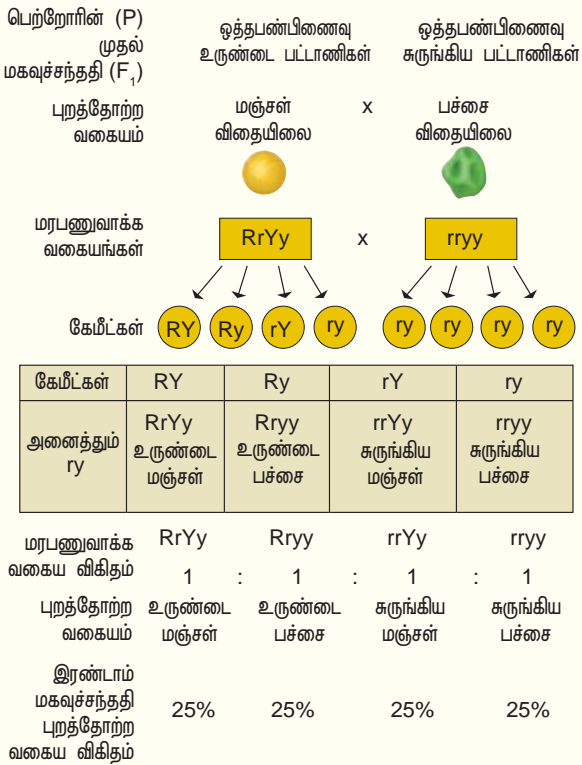 பெற்றோரின் (P)
முதல்
மகவுச்சந்ததி (F₁)
ஒத்தபண்பிணைவு
உருண்டை பட்டாணிகள்
ஒத்தபண்பிணைவு
சுருங்கிய பட்டாணிகள்
புறத்தோற்ற
வகையம்
மஞ்சள்
விதையிலை
x
பச்சை
விதையிலை
மரபணுவாக்க
வகையங்கள்
RrYy x rryy
கேமீட்கள் RY Ry rY ry ry ry ry ry
கேமீட்கள் RY Ry rY ry
அனைத்தும்
ry
RrYy
உருண்டை
மஞ்சள்
Rryy
உருண்டை
பச்சை
rrYy
சுருங்கிய
மஞ்சள்
rryy
சுருங்கிய
பச்சை
மரபணுவாக்க
வகைய விகிதம்
RrYy Rryy rrYy rryy
1 : 1 : 1 : 1
புறத்தோற்ற
வகையம்
உருண்டை
மஞ்சள்
உருண்டை
பச்சை
சுருங்கிய
மஞ்சள்
சுருங்கிய
பச்சை
இரண்டாம்
மகவுச்சந்ததி
புறத்தோற்ற
வகைய விகிதம்
25% 25% 25% 25%